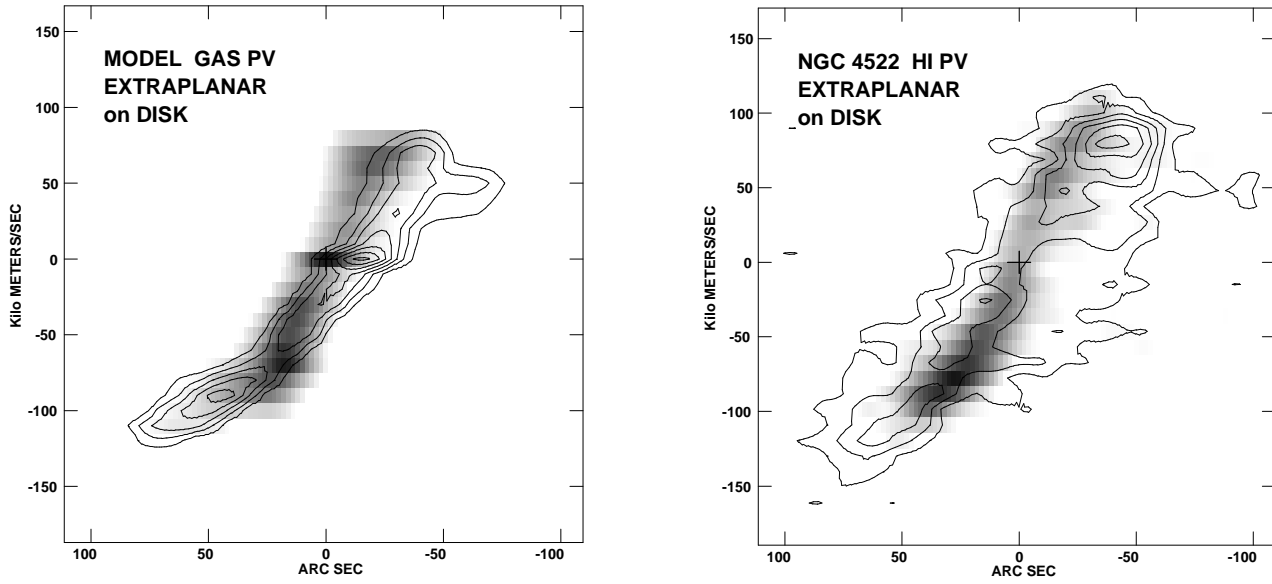 MODEL GAS PV
EXTRAPLANAR
on DISK
Kilo METERS/SEC
150
100
50
0
-50
-100
-150
100 50 0 -50 -100
ARC SEC
NGC 4522 HI PV
EXTRAPLANAR
on DISK
Kilo METERS/SEC
150
100
50
0
-50
-100
-150
100 50 0 -50 -100
ARC SEC